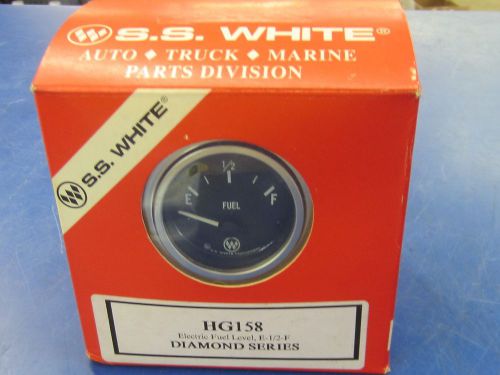 S.S. WHITE®
AUTO ◆ TRUCK ◆ MARINE
PARTS DIVISION
S.S. WHITE®
1/2
E F
FUEL
HG158
Electric Fuel Level, E-1/2-F
DIAMOND SERIES